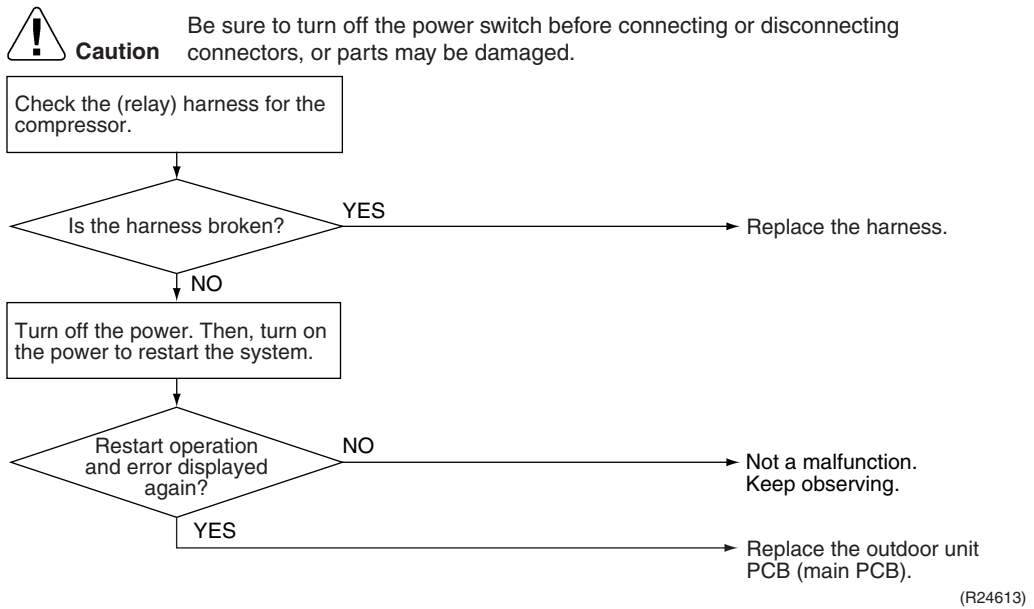 Be sure to turn off the power switch before connecting or disconnecting
Caution connectors, or parts may be damaged.
Check the (relay) harness for the
compressor.
Is the harness broken?
YES
Replace the harness.
NO
Turn off the power. Then, turn on
the power to restart the system.
Restart operation
and error displayed
again?
NO
Not a malfunction.
Keep observing.
YES
Replace the outdoor unit
PCB (main PCB).
(R24613)